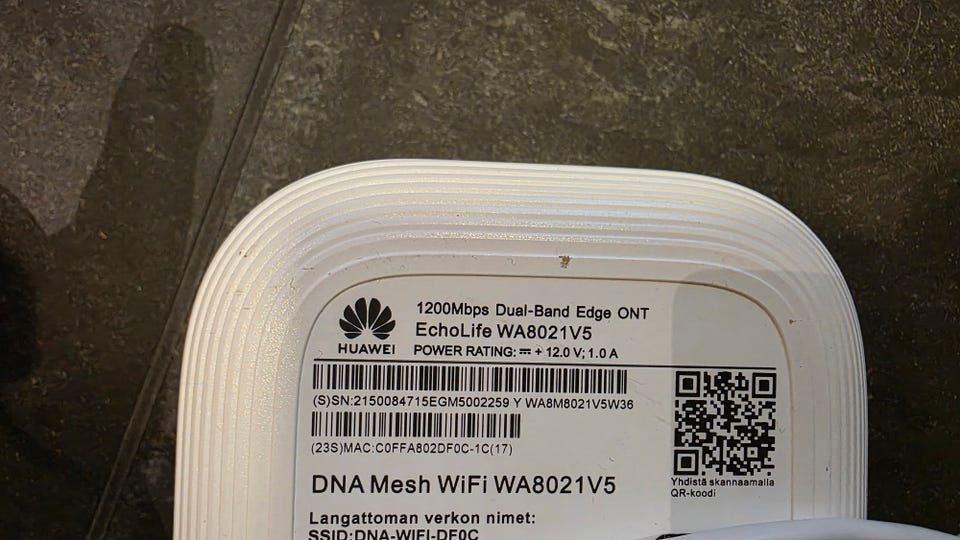 1200Mbps Dual-Band Edge ONT
EchoLife WA8021V5
HUAWEI
POWER RATING: ⎓ + 12.0 V; 1.0 A
(S)SN:2150084715EGM5002259 Y WA8M8021V5W36
(23S)MAC:C0FFA802DF0C-1C(17)
Yhdistä skannaamalla
QR-koodi
DNA Mesh WiFi WA8021V5
Langattoman verkon nimet:
SSID:DNA-WIFI-DF0C